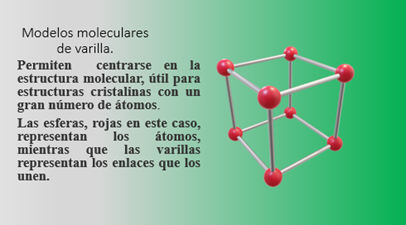 Modelos moleculares
de varilla.
Permiten centrarse en la
estructura molecular, útil para
estructuras cristalinas con un
gran número de átomos.
Las esferas, rojas en este caso,
representan los átomos,
mientras que las varillas
representan los enlaces que los
unen.